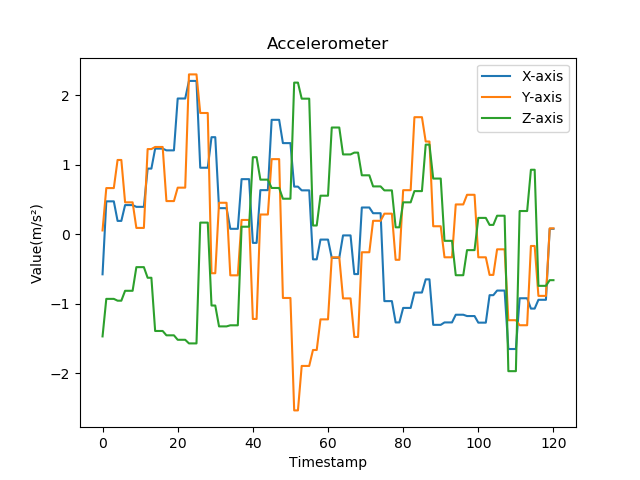 Accelerometer
X-axis
Y-axis
Z-axis
Value(m/s²)
2
1
0
−1
−2
0 20 40 60 80 100 120
Timestamp